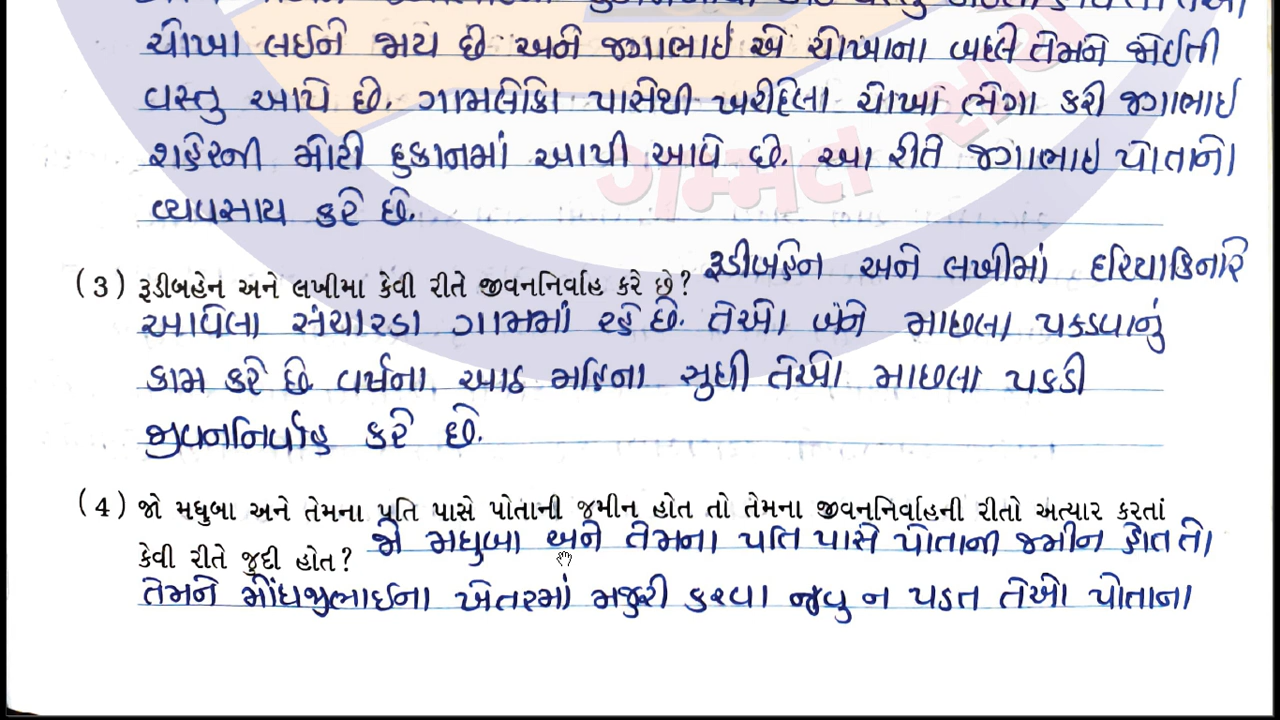 ચોખા લઈને જાય છે અને જગાભાઇ એ ચોખાના બદલે તેમને જોઈતી
વસ્તુ આપે છે. ગામલોકો પાસેથી ખરીદેલા ચોખા ભેગા કરી જગાભાઇ
ગમ્મત સાથે
શહેરની મોટી દુકાનમાં આપી આવે છે. આ રીતે જગાભાઇ પોતાનો
વ્યવસાય કરે છે.
(3) રૂડીબહેન અને લખીમા કેવી રીતે જીવનનિર્વાહ કરે છે? રૂડીબહેન અને લખીમાં દરિયાકિનારે
આવેલા સંચારડા ગામમાં રહે છે. તેઓ બંને માછલા પકડવાનું
કામ કરે છે વર્ષના આઠ મહિના સુધી તેઓ માછલા પકડી
જીવનનિર્વાહ કરે છે.
(4) જો મધુબા અને તેમના પતિ પાસે પોતાની જમીન હોત તો તેમના જીવનનિર્વાહની રીતો અત્યાર કરતાં
કેવી રીતે જૂદી હોત? જો મધુબા અને તેમના પતિ પાસે પોતાની જમીન હોત તો
તેમને મોંઘજીભાઈના ખેતરમાં મજુરી કરવા જવુ ન પડત તેઓ પોતાના